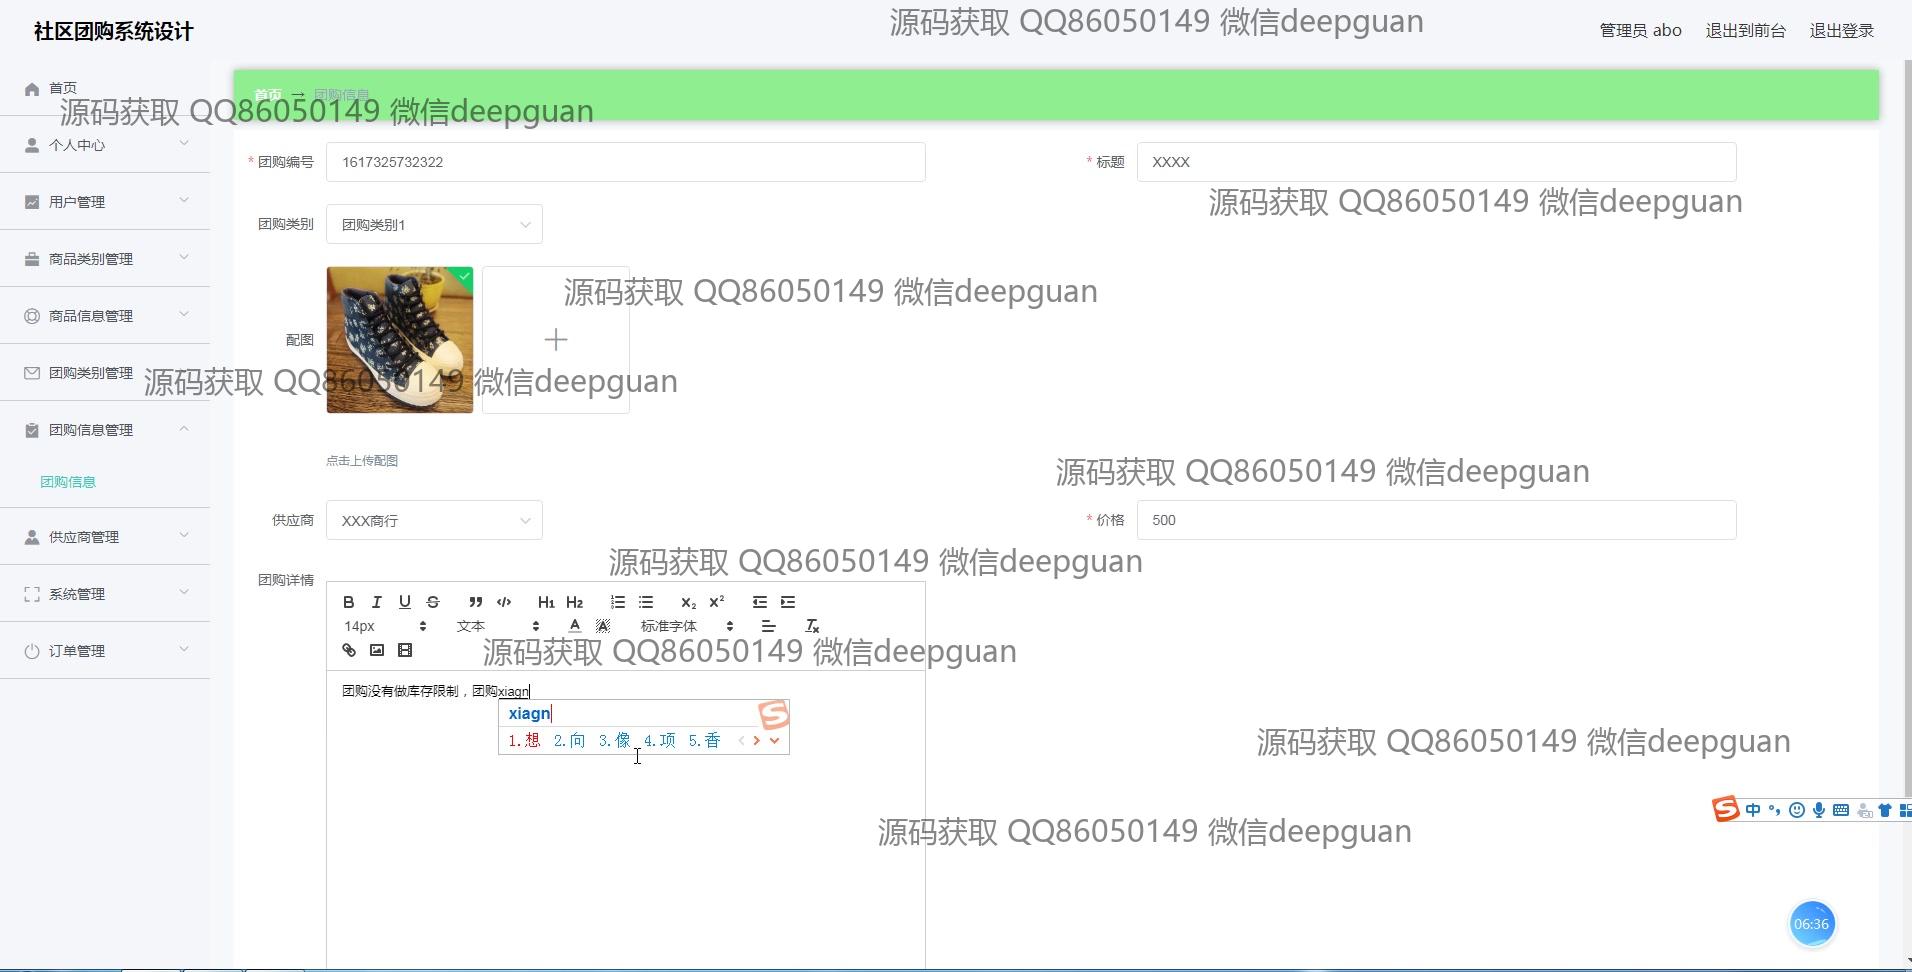 社区团购系统设计
源码获取 QQ86050149 微信deepguan
管理员 abo 退出到前台 退出登录
首页
首页 → 团购信息
源码获取 QQ86050149 微信deepguan
个人中心
* 团购编号 1617325732322
* 标题 XXXX
用户管理
源码获取 QQ86050149 微信deepguan
团购类别 团购类别1
商品类别管理
源码获取 QQ86050149 微信deepguan
商品信息管理
配图
团购类别管理
源码获取 QQ86050149 微信deepguan
团购信息管理
点击上传配图
源码获取 QQ86050149 微信deepguan
团购信息
供应商 XXX商行
* 价格 500
供应商管理
源码获取 QQ86050149 微信deepguan
团购详情
系统管理
B I U S H1 H2 x2 x2
14px 文本 A A 标准字体 Tx
订单管理
源码获取 QQ86050149 微信deepguan
团购没有做库存限制，团购xiagn
xiagn
1.想 2.向 3.像 4.项 5.香
源码获取 QQ86050149 微信deepguan
S 中
源码获取 QQ86050149 微信deepguan
06:36